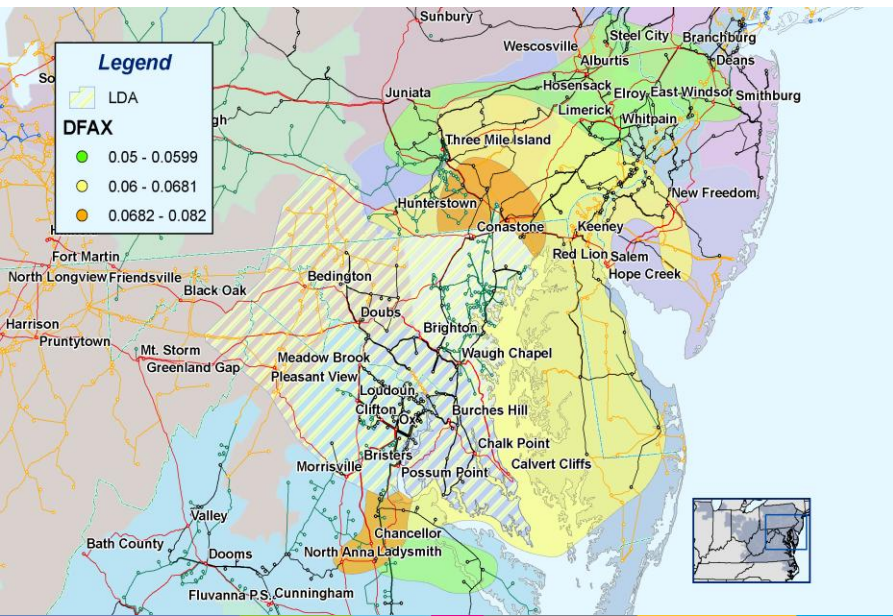 Sunbury
Steel City
Branchburg
Wescosville
Legend
Alburtis
Deans
So
LDA
Juniata
Hosensack
Elroy
East Windsor
Smithburg
Limerick
gh
DFAX
Whitpain
Three Mile Island
0.05 - 0.0599
0.06 - 0.0681
New Freedom
Hunterstown
0.0682 - 0.082
Conastone
Keeney
H
Fort Martin
Red Lion
Salem
North Longview
Friendsville
Bedington
Hope Creek
Black Oak
Doubs
Harrison
Brighton
Pruntytown
Mt. Storm
Meadow Brook
Waugh Chapel
Greenland Gap
Pleasant View
Loudoun
Clifton
Ox
Burches Hill
Chalk Point
Bristers
Morrisville
Possum Point
Calvert Cliffs
Valley
Chancellor
Bath County
Dooms
North Anna
Ladysmith
Fluvanna P.S.
Cunningham